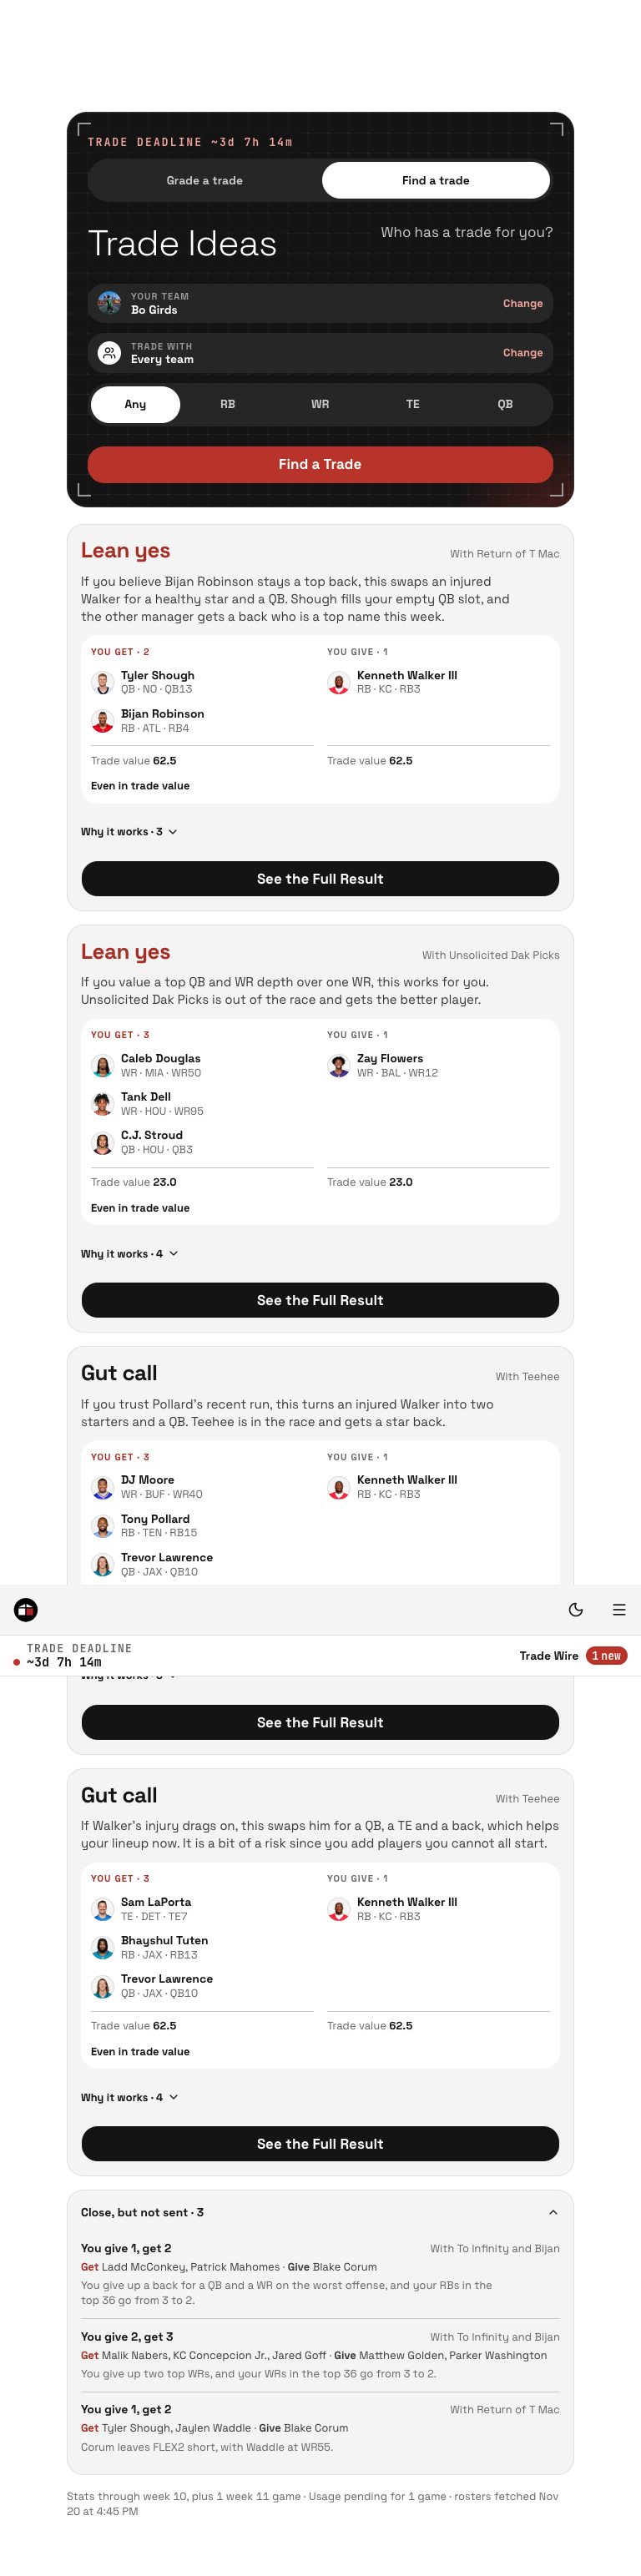 TRADE DEADLINE ~3d 7h 14m
Grade a trade
Find a trade
Trade Ideas
Who has a trade for you?
YOUR TEAM
Bo Girds
Change
TRADE WITH
Every team
Change
Any
RB
WR
TE
QB
Find a Trade
Lean yes
With Return of T Mac
If you believe Bijan Robinson stays a top back, this swaps an injured
Walker for a healthy star and a QB. Shough fills your empty QB slot, and
the other manager gets a back who is a top name this week.
YOU GET · 2
Tyler Shough
QB · NO · QB13
Bijan Robinson
RB · ATL · RB4
Trade value 62.5
Even in trade value
YOU GIVE · 1
Kenneth Walker III
RB · KC · RB3
Trade value 62.5
Why it works · 3
See the Full Result
Lean yes
With Unsolicited Dak Picks
If you value a top QB and WR depth over one WR, this works for you.
Unsolicited Dak Picks is out of the race and gets the better player.
YOU GET · 3
Caleb Douglas
WR · MIA · WR50
Tank Dell
WR · HOU · WR95
C.J. Stroud
QB · HOU · QB3
Trade value 23.0
Even in trade value
YOU GIVE · 1
Zay Flowers
WR · BAL · WR12
Trade value 23.0
Why it works · 4
See the Full Result
Gut call
With Teehee
If you trust Pollard's recent run, this turns an injured Walker into two
starters and a QB. Teehee is in the race and gets a star back.
YOU GET · 3
DJ Moore
WR · BUF · WR40
Tony Pollard
RB · TEN · RB15
Trevor Lawrence
QB · JAX · QB10
YOU GIVE · 1
Kenneth Walker III
RB · KC · RB3
TRADE DEADLINE
~3d 7h 14m
Trade Wire
1 new
See the Full Result
Gut call
With Teehee
If Walker's injury drags on, this swaps him for a QB, a TE and a back, which helps
your lineup now. It is a bit of a risk since you add players you cannot all start.
YOU GET · 3
Sam LaPorta
TE · DET · TE7
Bhayshul Tuten
RB · JAX · RB13
Trevor Lawrence
QB · JAX · QB10
Trade value 62.5
Even in trade value
YOU GIVE · 1
Kenneth Walker III
RB · KC · RB3
Trade value 62.5
Why it works · 4
See the Full Result
Close, but not sent · 3
You give 1, get 2
With To Infinity and Bijan
Get Ladd McConkey, Patrick Mahomes · Give Blake Corum
You give up a back for a QB and a WR on the worst offense, and your RBs in the
top 36 go from 3 to 2.
You give 2, get 3
With To Infinity and Bijan
Get Malik Nabers, KC Concepcion Jr., Jared Goff · Give Matthew Golden, Parker Washington
You give up two top WRs, and your WRs in the top 36 go from 3 to 2.
You give 1, get 2
With Return of T Mac
Get Tyler Shough, Jaylen Waddle · Give Blake Corum
Corum leaves FLEX2 short, with Waddle at WR55.
Stats through week 10, plus 1 week 11 game · Usage pending for 1 game · rosters fetched Nov
20 at 4:45 PM